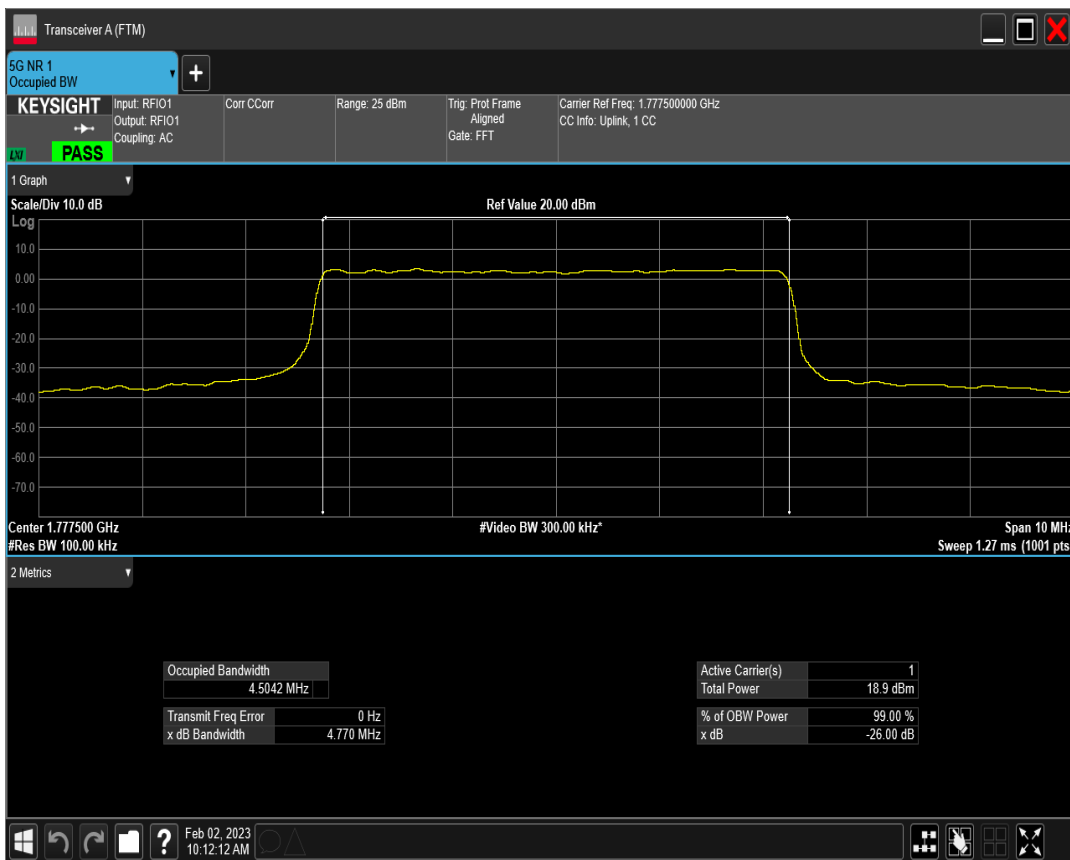 Transceiver A (FTM)
5G NR 1
Occupied BW
+
KEYSIGHT
LXI
PASS
Input: RFIO1
Output: RFIO1
Coupling: AC
Corr CCorr
Range: 25 dBm
Trig: Prot Frame
Aligned
Gate: FFT
Carrier Ref Freq: 1.777500000 GHz
CC Info: Uplink, 1 CC
1 Graph
Scale/Div 10.0 dB
Ref Value 20.00 dBm
Log
10.0
0.00
-10.0
-20.0
-30.0
-40.0
-50.0
-60.0
-70.0
Center 1.777500 GHz
#Video BW 300.00 kHz*
Span 10 MHz
#Res BW 100.00 kHz
Sweep 1.27 ms (1001 pts
2 Metrics
Occupied Bandwidth
4.5042 MHz
Transmit Freq Error 0 Hz
x dB Bandwidth 4.770 MHz
Active Carrier(s) 1
Total Power 18.9 dBm
% of OBW Power 99.00 %
x dB -26.00 dB
?
Feb 02, 2023
10:12:12 AM